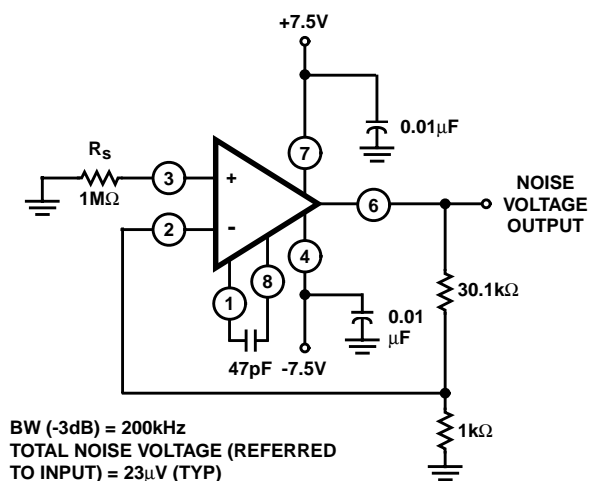 +7.5V
0.01μF
7
Rs
1MΩ
3
+
2
-
6
NOISE
VOLTAGE
OUTPUT
4
8
1
30.1kΩ
0.01
μF
47pF
-7.5V
BW (-3dB) = 200kHz
TOTAL NOISE VOLTAGE (REFERRED
TO INPUT) = 23μV (TYP)
1kΩ